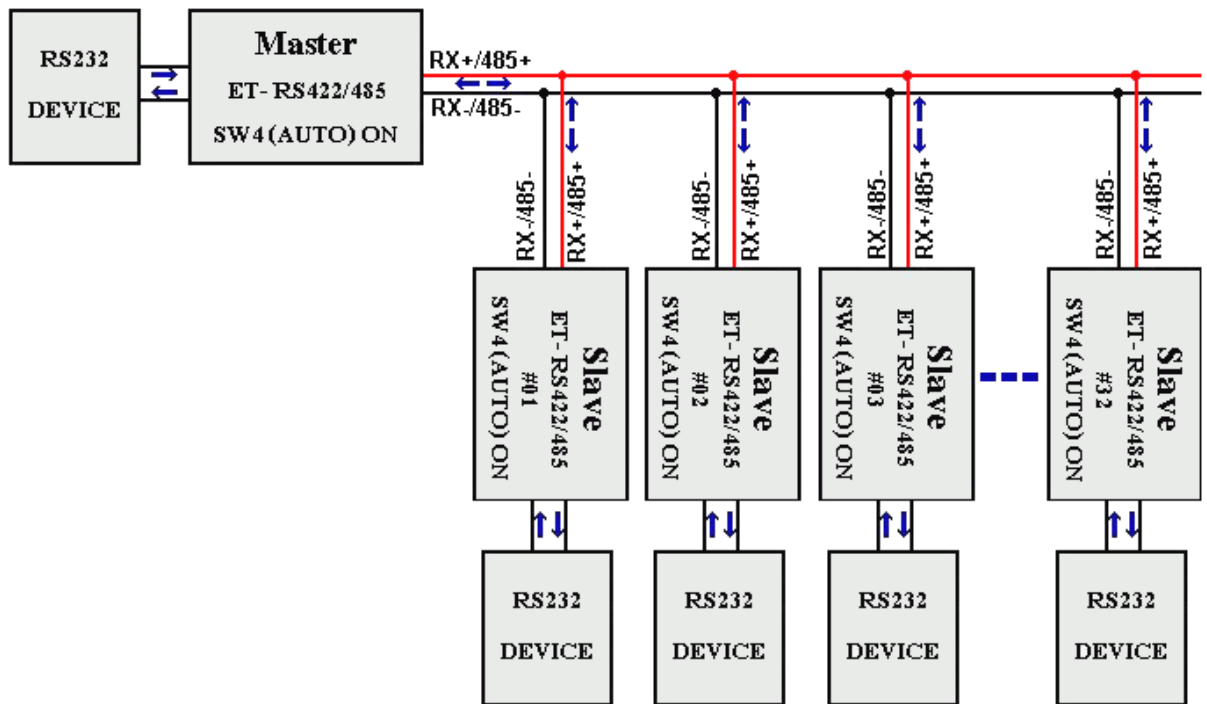 RS232
DEVICE
Master
ET- RS422/485
SW4 (AUTO) ON
RX+/485+
RX-/485-
RX-/485-
RX+/485+
RX-/485-
RX+/485+
RX-/485-
RX+/485+
RX-/485-
RX+/485+
Slave
ET- RS422/485
#01
SW4 (AUTO) ON
Slave
ET- RS422/485
#02
SW4 (AUTO) ON
Slave
ET- RS422/485
#03
SW4 (AUTO) ON
Slave
ET- RS422/485
#32
SW4 (AUTO) ON
RS232
DEVICE
RS232
DEVICE
RS232
DEVICE
RS232
DEVICE